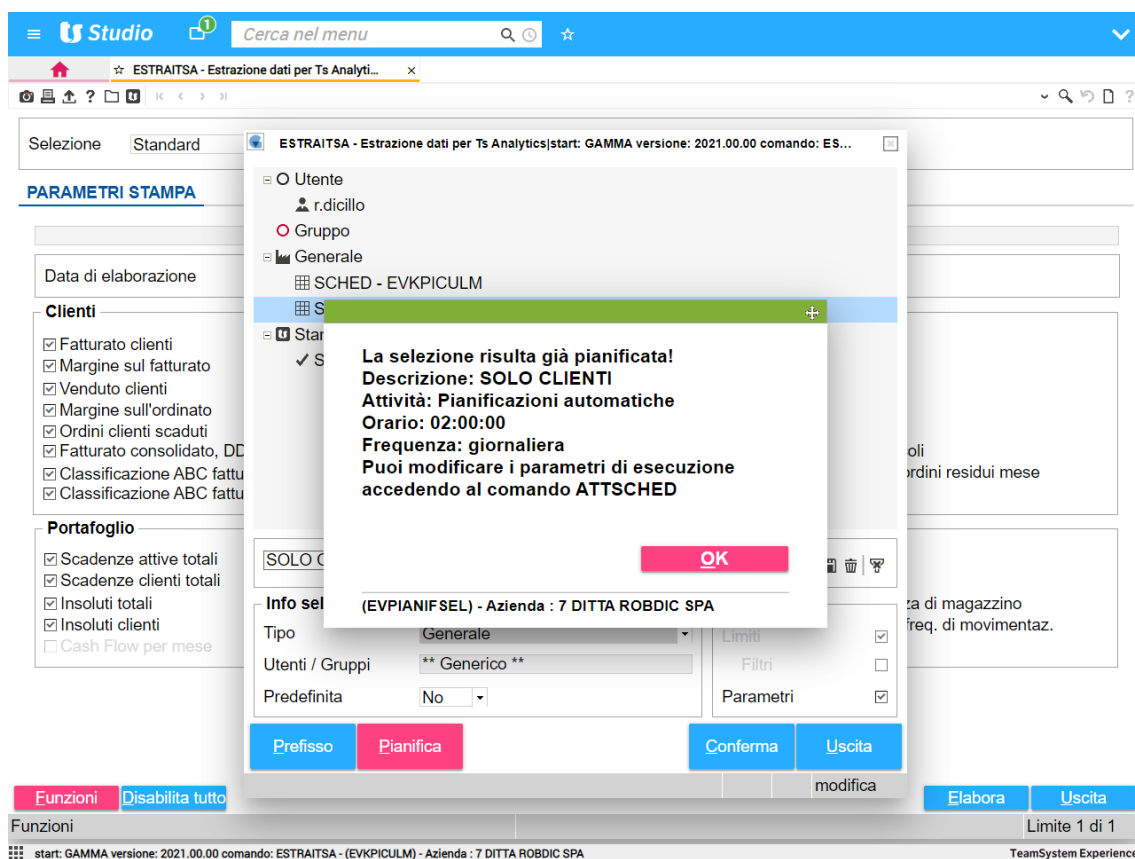 Studio
1
Cerca nel menu
ESTRAITSA - Estrazione dati per Ts Analyti...
Selezione Standard
PARAMETRI STAMPA
Data di elaborazione
Clienti
Fatturato clienti
Margine sul fatturato
Venduto clienti
Margine sull'ordinato
Ordini clienti scaduti
Fatturato consolidato, DD
oli
Classificazione ABC fattu
ordini residui mese
Classificazione ABC fattu
Portafoglio
Scadenze attive totali
Scadenze clienti totali
Insoluti totali
za di magazzino
Insoluti clienti
freq. di movimentaz.
Cash Flow per mese
ESTRAITSA - Estrazione dati per Ts Analytics|start: GAMMA versione: 2021.00.00 comando: ES...
Utente
r.dicillo
Gruppo
Generale
SCHED - EVKPICULM
S
Star
S
La selezione risulta già pianificata!
Descrizione: SOLO CLIENTI
Attività: Pianificazioni automatiche
Orario: 02:00:00
Frequenza: giornaliera
Puoi modificare i parametri di esecuzione
accedendo al comando ATTSCHED
OK
(EVPIANIFSEL) - Azienda : 7 DITTA ROBDIC SPA
SOLO C
Info sel
Tipo Generale
Limiti
Utenti / Gruppi ** Generico **
Filtri
Predefinita No
Parametri
Prefisso Pianifica Conferma Uscita
modifica
Funzioni Disabilita tutto Elabora Uscita
Funzioni Limite 1 di 1
start: GAMMA versione: 2021.00.00 comando: ESTRAITSA - (EVKPICULM) - Azienda : 7 DITTA ROBDIC SPA TeamSystem Experience